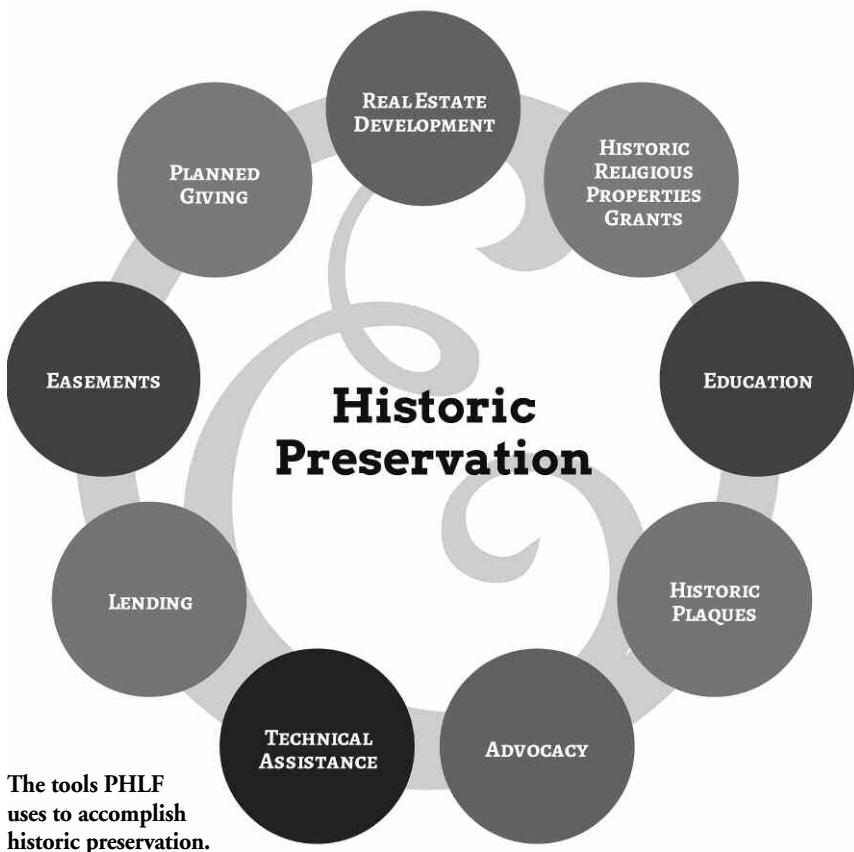 REAL ESTATE
DEVELOPMENT
HISTORIC
RELIGIOUS
PROPERTIES
GRANTS
EDUCATION
HISTORIC
PLAQUES
ADVOCACY
TECHNICAL
ASSISTANCE
LENDING
EASEMENTS
PLANNED
GIVING
Historic
Preservation
The tools PHLF
uses to accomplish
historic preservation.